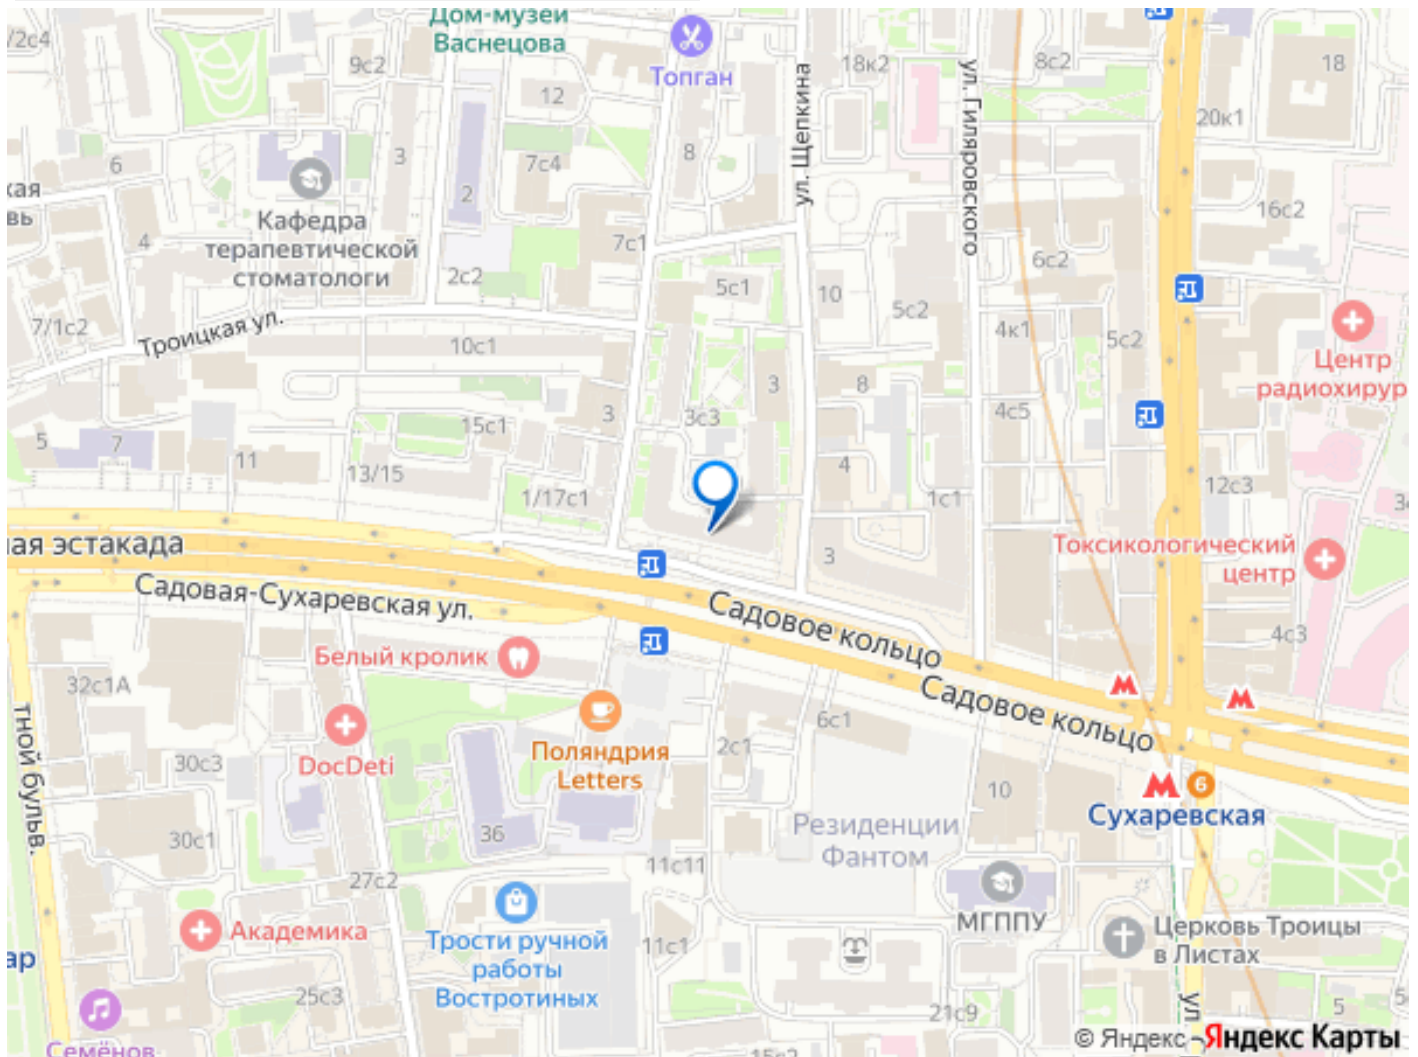 Дом-музей
Васнецова
/2с4
9с2
12
Топган
18к2
8с2
18
20к1
ул. Щепкина
ул. Гиляровского
6
3
7с4
8
2
кая
вь
Кафедра
терапевтической
стоматологи
4
7с1
2с2
16с2
6с2
5с1
10
5с2
7/1с2
Троицкая ул.
10с1
4к1
5с2
Центр
радиохирур
3
8
3
3с3
4с5
15с1
5
7
11
13/15
4
1/17с1
1с1
12с3
ная эстакада
3
Токсикологический
центр
Садовая-Сухаревская ул.
Садовое кольцо
4с3
Белый кролик
32с1А
Садовое кольцо
6с1
2с1
Поляндрия
Letters
DocDeti
30с3
тной бульв.
10
6
Сухаревская
Резиденции
Фантом
36
30с1
11с11
27с2
МГППУ
Академика
Трости ручной
работы
Востротиных
11с1
Церковь Троицы
в Листах
ар
25с3
21с9
5
ул
Семёнов
15с2
© Яндекс
Яндекс Карты